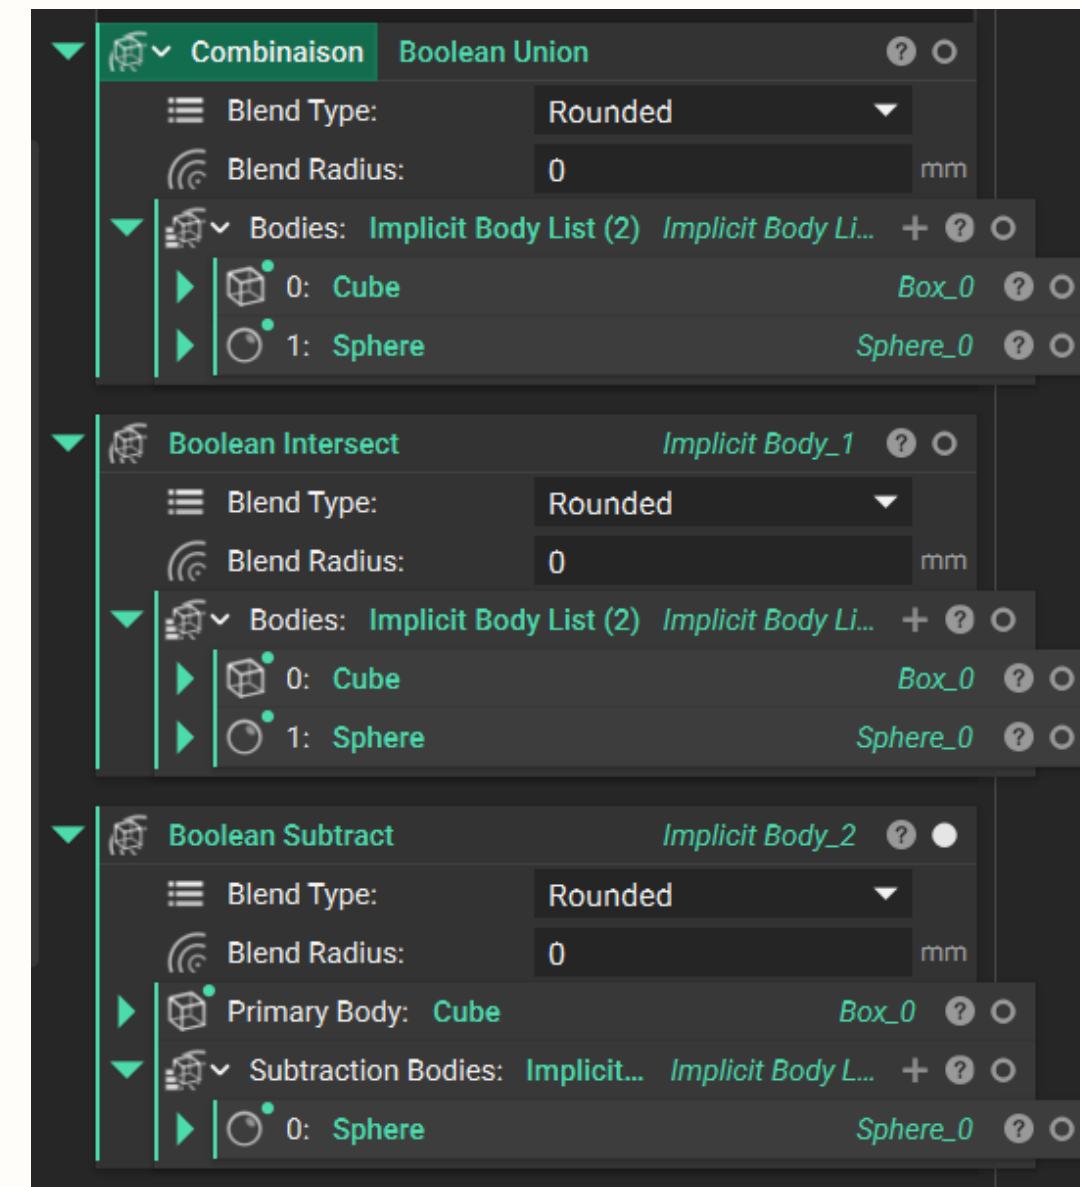 Combinaison Boolean Union ?
Blend Type: Rounded
Blend Radius: 0 mm
Bodies: Implicit Body List (2) Implicit Body Li... + ?
0: Cube Box_0 ?
1: Sphere Sphere_0 ?
Boolean Intersect Implicit Body_1 ?
Blend Type: Rounded
Blend Radius: 0 mm
Bodies: Implicit Body List (2) Implicit Body Li... + ?
0: Cube Box_0 ?
1: Sphere Sphere_0 ?
Boolean Subtract Implicit Body_2 ?
Blend Type: Rounded
Blend Radius: 0 mm
Primary Body: Cube Box_0 ?
Subtraction Bodies: Implicit... Implicit Body L... + ?
0: Sphere Sphere_0 ?